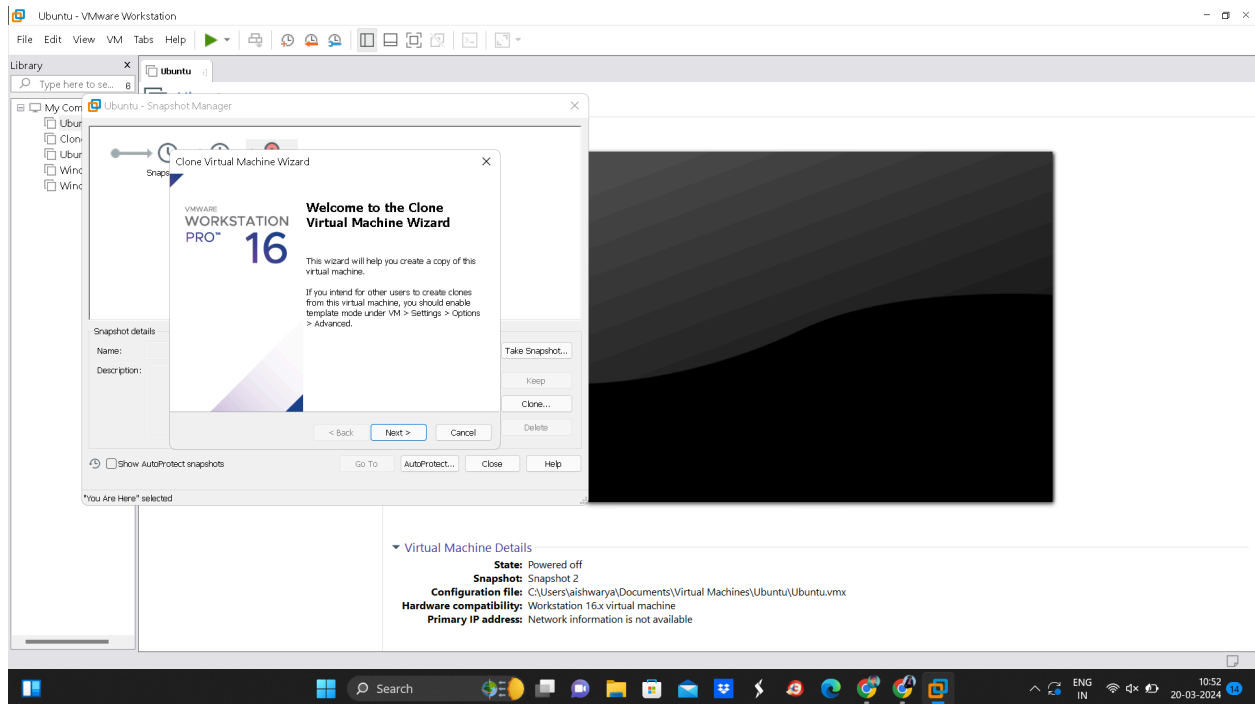 Ubuntu - VMware Workstation
File Edit View VM Tabs Help
Library x
Type here to se... 6
Ubuntu
My Com
Ubun
Clon
Ubun
Wind
Wind
Ubuntu - Snapshot Manager
Snaps
Clone Virtual Machine Wizard
VMWARE
WORKSTATION
PRO™ 16
Welcome to the Clone
Virtual Machine Wizard
This wizard will help you create a copy of this
virtual machine.
If you intend for other users to create clones
from this virtual machine, you should enable
template mode under VM > Settings > Options
> Advanced.
< Back Next > Cancel
Snapshot details
Name:
Description:
Take Snapshot...
Keep
Clone...
Delete
Show AutoProtect snapshots
Go To AutoProtect... Close Help
"You Are Here" selected
Virtual Machine Details
State: Powered off
Snapshot: Snapshot 2
Configuration file: C:\Users\aishwarya\Documents\Virtual Machines\Ubuntu\Ubuntu.vmx
Hardware compatibility: Workstation 16.x virtual machine
Primary IP address: Network information is not available
Search
ENG
IN
10:52
20-03-2024
14